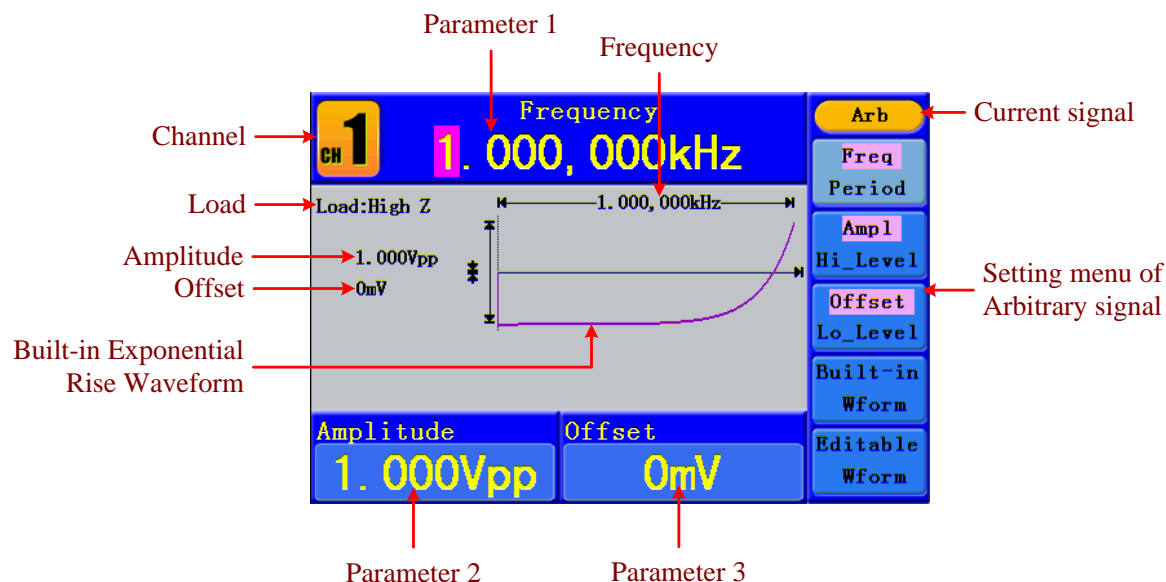 Parameter 1
Frequency
Channel
CH 1
Frequency
1.000,000kHz
Arb
Current signal
Freq
Period
Load
Load:High Z
1.000,000kHz
Ampl
Hi_Level
Amplitude
1.000Vpp
Offset
0mV
Setting menu of
Arbitrary signal
Offset
Lo_Level
Built-in Exponential
Rise Waveform
Built-in
Wform
Amplitude
1.000Vpp
Offset
0mV
Editable
Wform
Parameter 2
Parameter 3